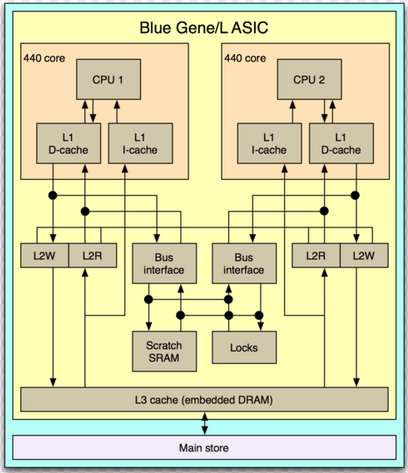 Blue Gene/L ASIC
440 core
440 core
CPU 1
CPU 2
L1
D-cache
L1
I-cache
L1
I-cache
L1
D-cache
L2W
L2R
Bus
interface
Bus
interface
L2R
L2W
Scratch
SRAM
Locks
L3 cache (embedded DRAM)
Main store